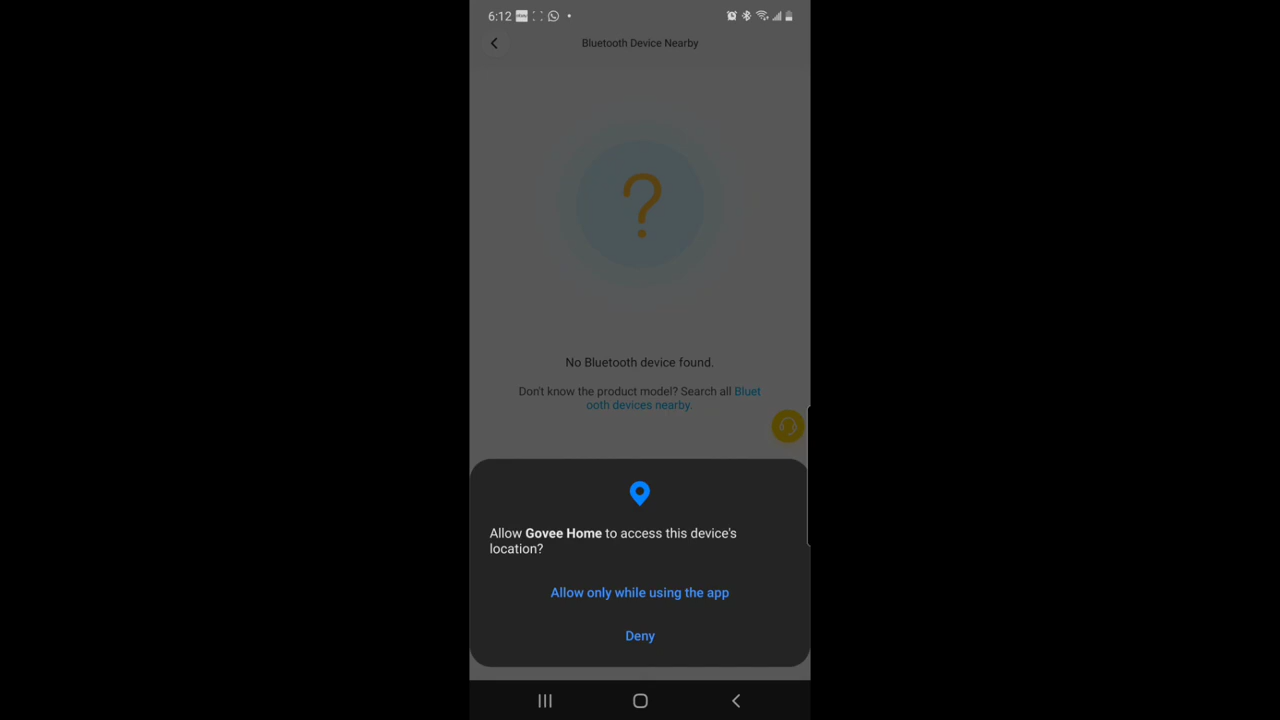 6:12
Bluetooth Device Nearby
?
No Bluetooth device found.
Don't know the product model? Search all Bluet
ooth devices nearby.
Allow Govee Home to access this device's
location?
Allow only while using the app
Deny